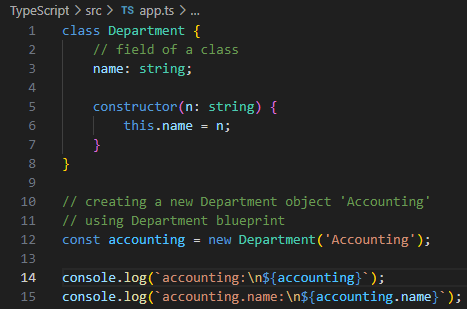 TypeScript > src > TS app.ts > ...
1 class Department {
2     // field of a class
3     name: string;
4
5     constructor(n: string) {
6         this.name = n;
7     }
8 }
9
10 // creating a new Department object 'Accounting'
11 // using Department blueprint
12 const accounting = new Department('Accounting');
13
14 console.log(`accounting:\n${accounting}`);
15 console.log(`accounting.name:\n${accounting.name}`);